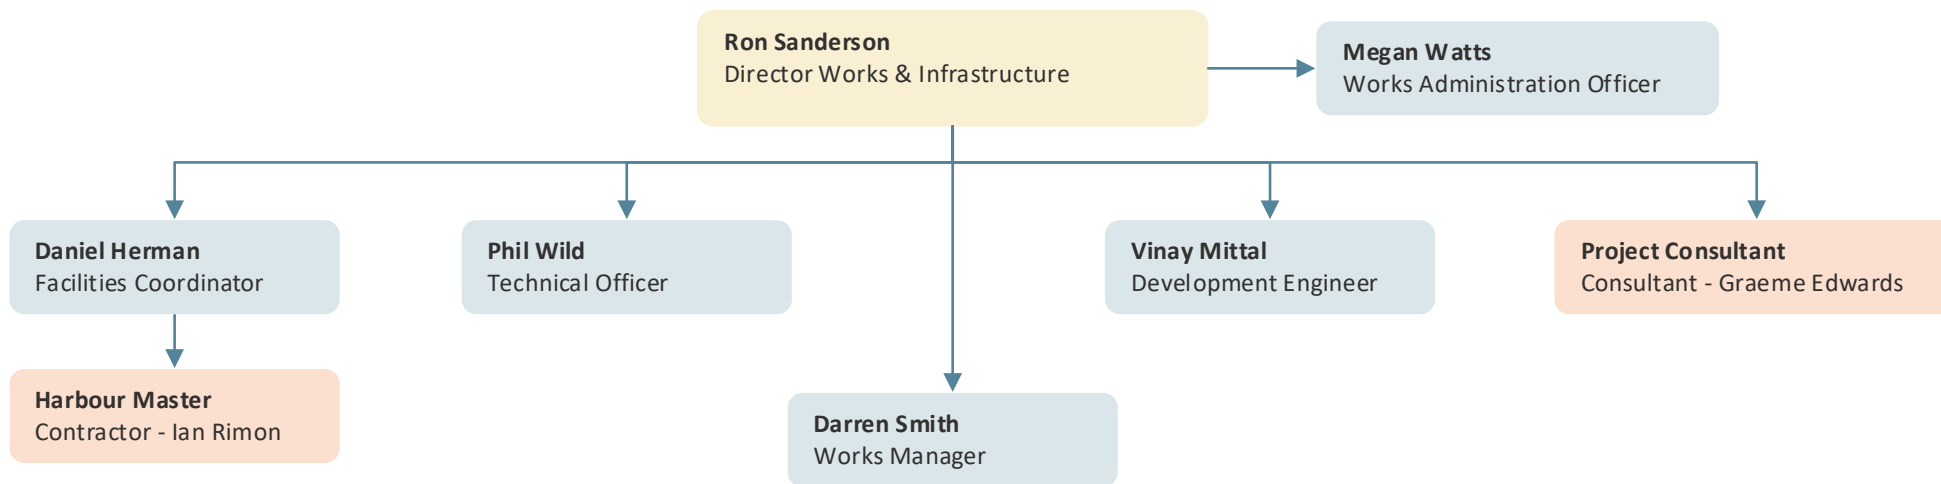 Ron Sanderson
Director Works & Infrastructure
Megan Watts
Works Administration Officer
Daniel Herman
Facilities Coordinator
Phil Wild
Technical Officer
Vinay Mittal
Development Engineer
Project Consultant
Consultant - Graeme Edwards
Harbour Master
Contractor - Ian Rimon
Darren Smith
Works Manager